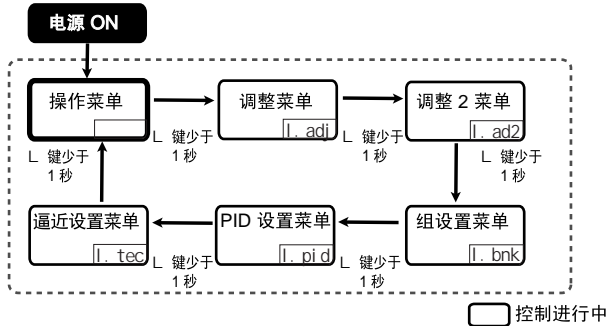 电源 ON
操作菜单
调整菜单
l. adj
调整 2 菜单
l. ad2
L 键少于
1 秒
L 键少于
1 秒
L 键少于
1 秒
L 键少于
1 秒
逼近设置菜单
l. tec
PID 设置菜单
l. pid
组设置菜单
l. bnk
L 键少于
1 秒
L 键少于
1 秒
控制进行中